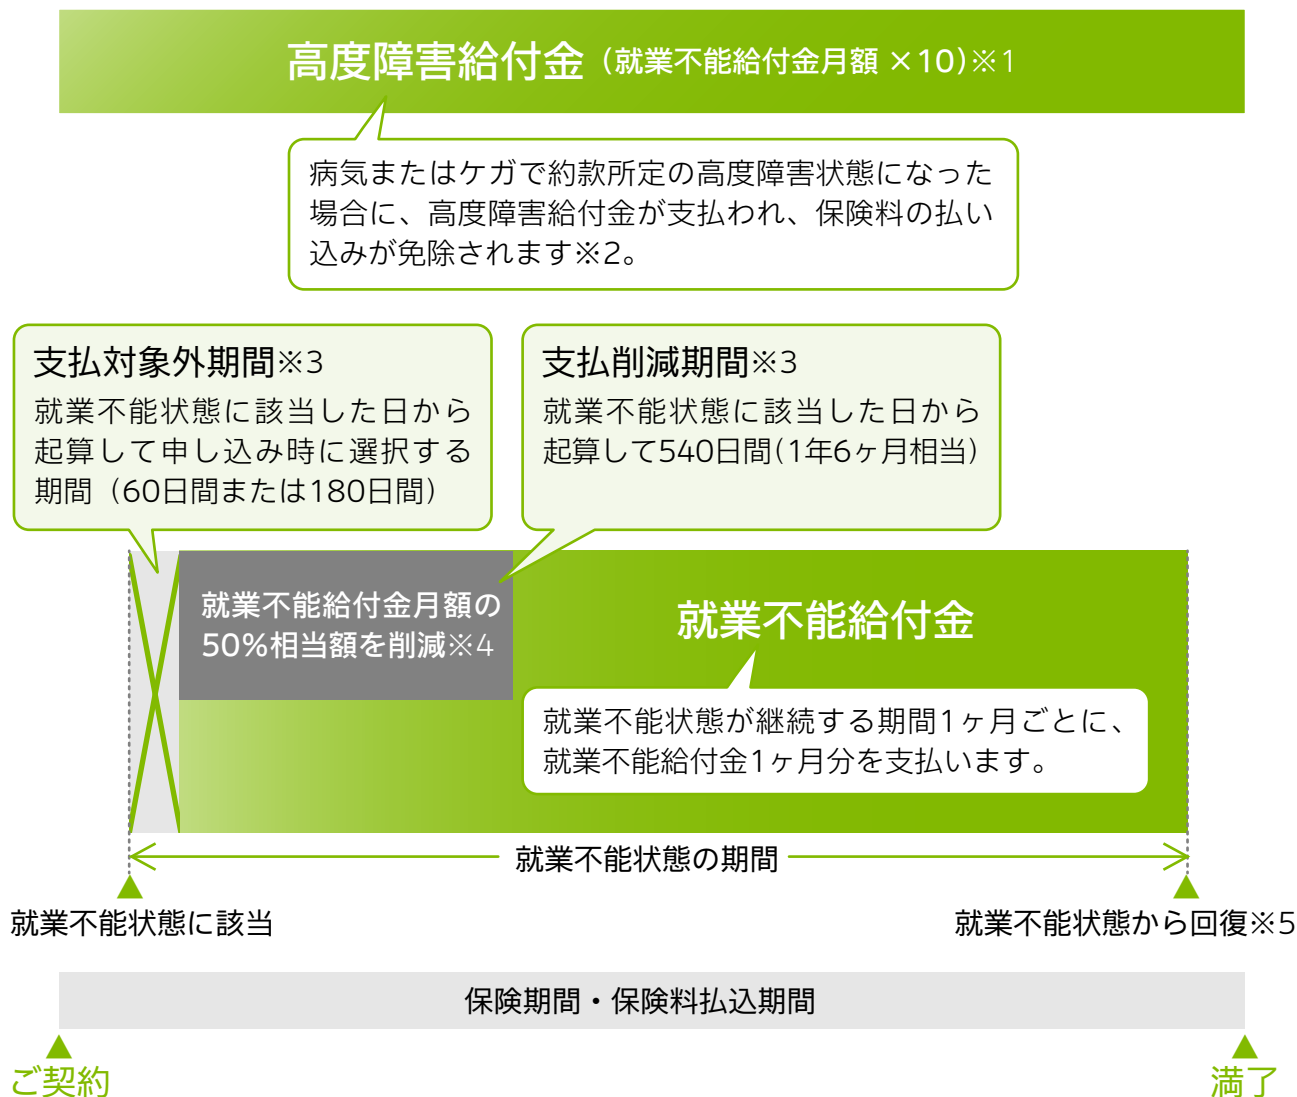 高度障害給付金（就業不能給付金月額 ×10）※1
病気またはケガで約款所定の高度障害状態になった
場合に、高度障害給付金が支払われ、保険料の払い
込みが免除されます※2。
支払対象外期間※3
就業不能状態に該当した日から
起算して申し込み時に選択する
期間（60日間または180日間）
支払削減期間※3
就業不能状態に該当した日から
起算して540日間（1年6ヶ月相当）
就業不能給付金月額の
50%相当額を削減※4
就業不能給付金
就業不能状態が継続する期間1ヶ月ごとに、
就業不能給付金1ヶ月分を支払います。
就業不能状態の期間
就業不能状態に該当
就業不能状態から回復※5
保険期間・保険料払込期間
ご契約
満了